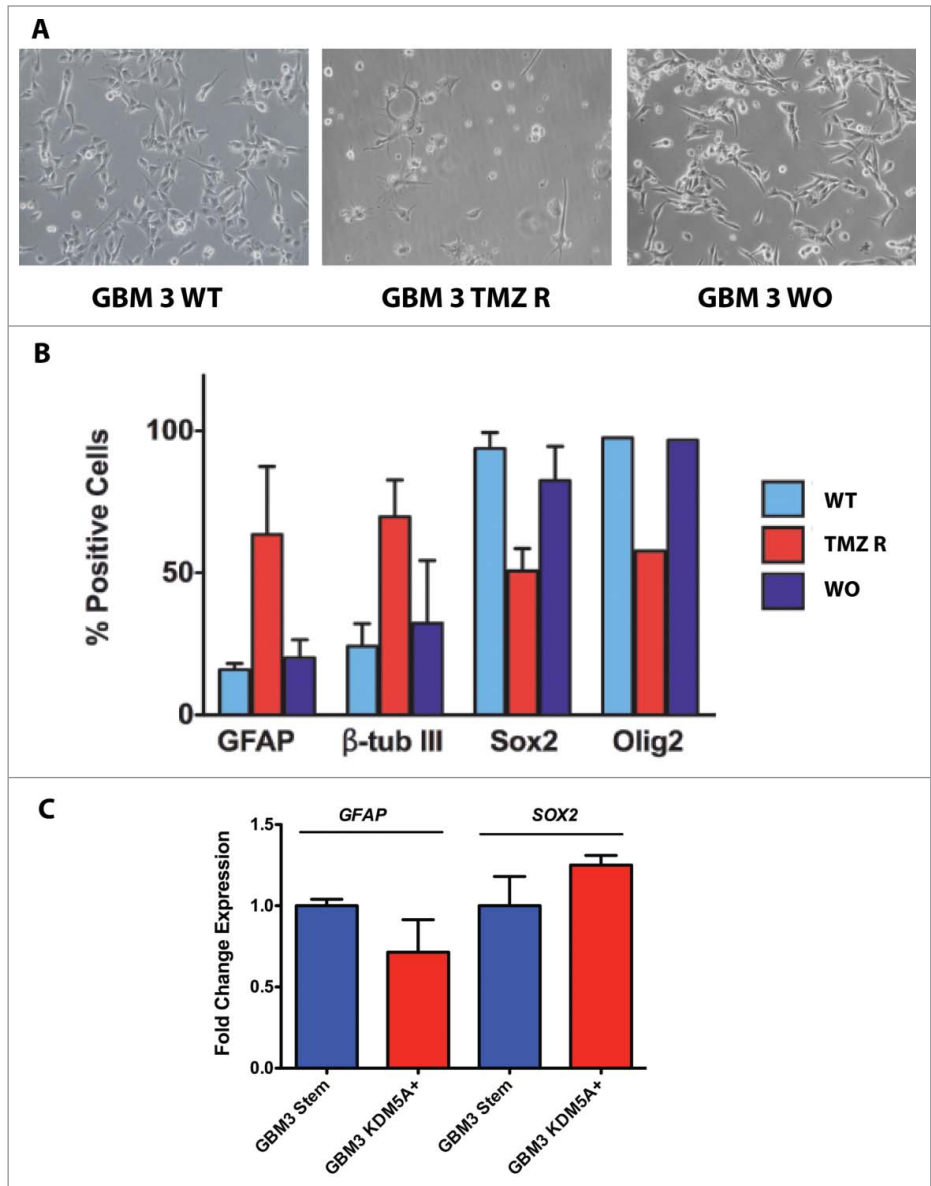 A
GBM 3 WT
GBM 3 TMZ R
GBM 3 WO
B
% Positive Cells
100
50
0
GFAP
β-tub III
Sox2
Olig2
WT
TMZ R
WO
C
Fold Change Expression
1.5
1.0
0.5
0.0
GFAP
SOX2
GBM3 Stem
GBM3 KDM5A+
GBM3 Stem
GBM3 KDM5A+